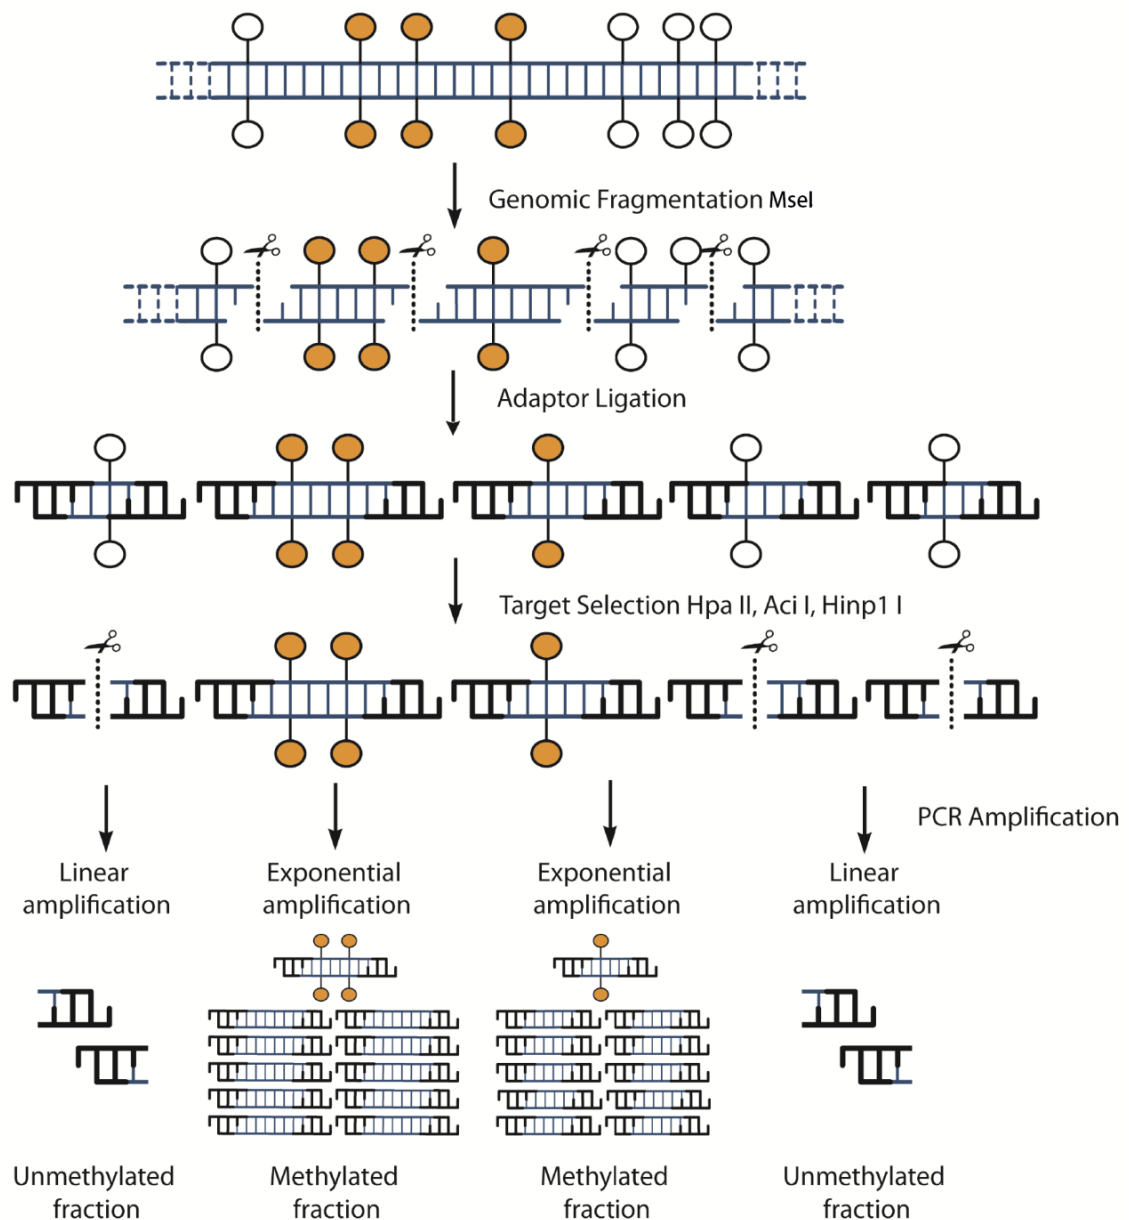 Genomic Fragmentation MseI
Adaptor Ligation
Target Selection Hpa II, Aci I, Hinp1 I
PCR Amplification
Linear
amplification
Exponential
amplification
Exponential
amplification
Linear
amplification
Unmethylated
fraction
Methylated
fraction
Methylated
fraction
Unmethylated
fraction